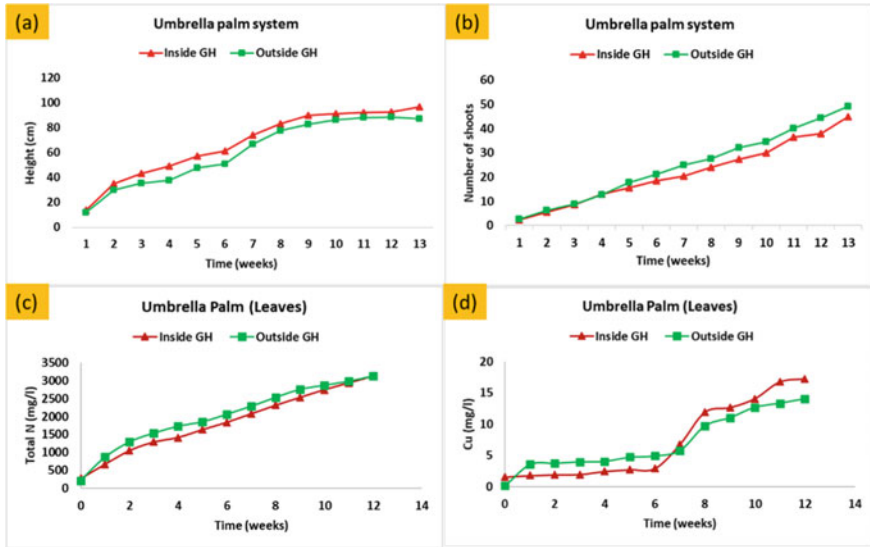 (a)
Umbrella palm system
Inside GH Outside GH
Height (cm)
120
100
80
60
40
20
0
1 2 3 4 5 6 7 8 9 10 11 12 13
Time (weeks)
(b)
Umbrella palm system
Inside GH Outside GH
Number of shoots
60
50
40
30
20
10
0
1 2 3 4 5 6 7 8 9 10 11 12 13
Time (weeks)
(c)
Umbrella Palm (Leaves)
Inside GH Outside GH
Total N (mg/l)
3500
3000
2500
2000
1500
1000
500
0
0 2 4 6 8 10 12 14
Time (weeks)
(d)
Umbrella Palm (Leaves)
Inside GH Outside GH
Cu (mg/l)
20
15
10
5
0
0 2 4 6 8 10 12 14
Time (weeks)